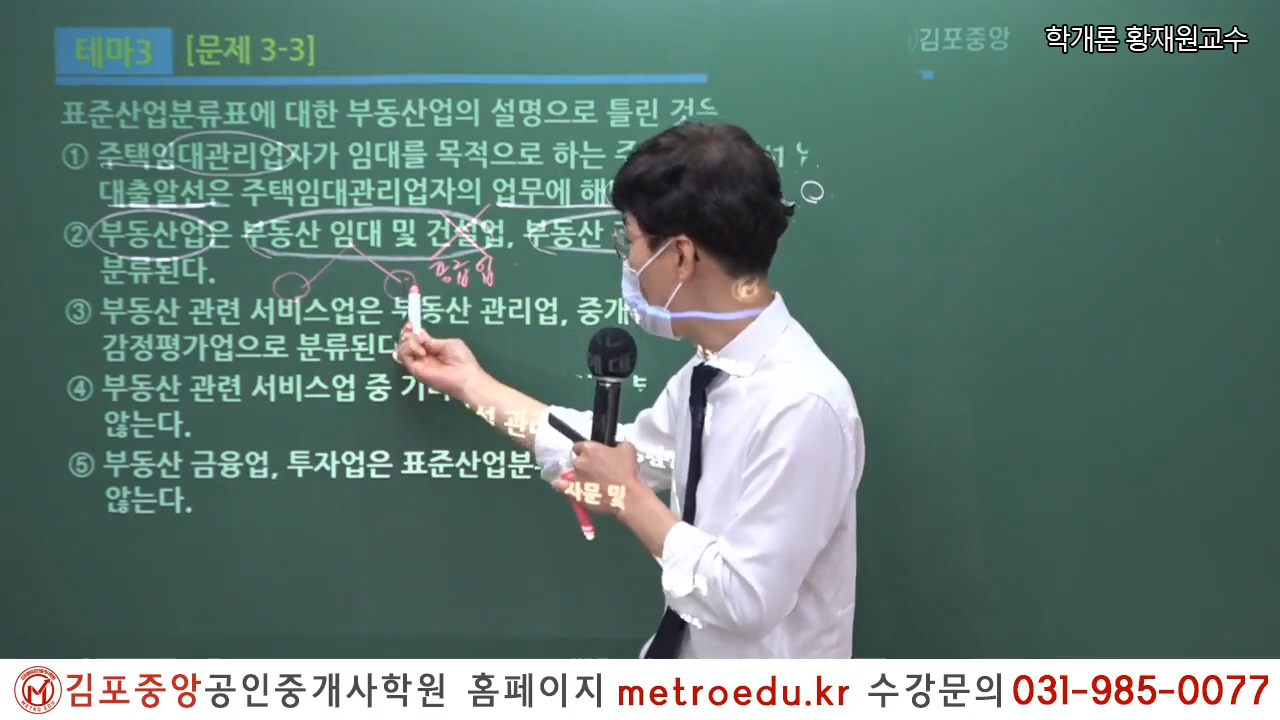 테마3 [문제 3-3]
김포중앙
학개론 황재원교수
표준산업분류표에 대한 부동산업의 설명으로 틀린 것은
① 주택임대관리업자가 임대를 목적으로 하는
대출알선은 주택임대관리업자의 업무에
② 부동산업은 부동산 임대 및 건설업, 부동산
분류된다.
공급업
③ 부동산 관련 서비스업은 부동산 관리업,
감정평가업으로 분류된다
④ 부동산 관련 서비스업 중
않는다.
⑤ 부동산 금융업, 투자업은
않는다.
김포중앙공인중개사학원 홈페이지 metroedu.kr 수강문의 031-985-0077